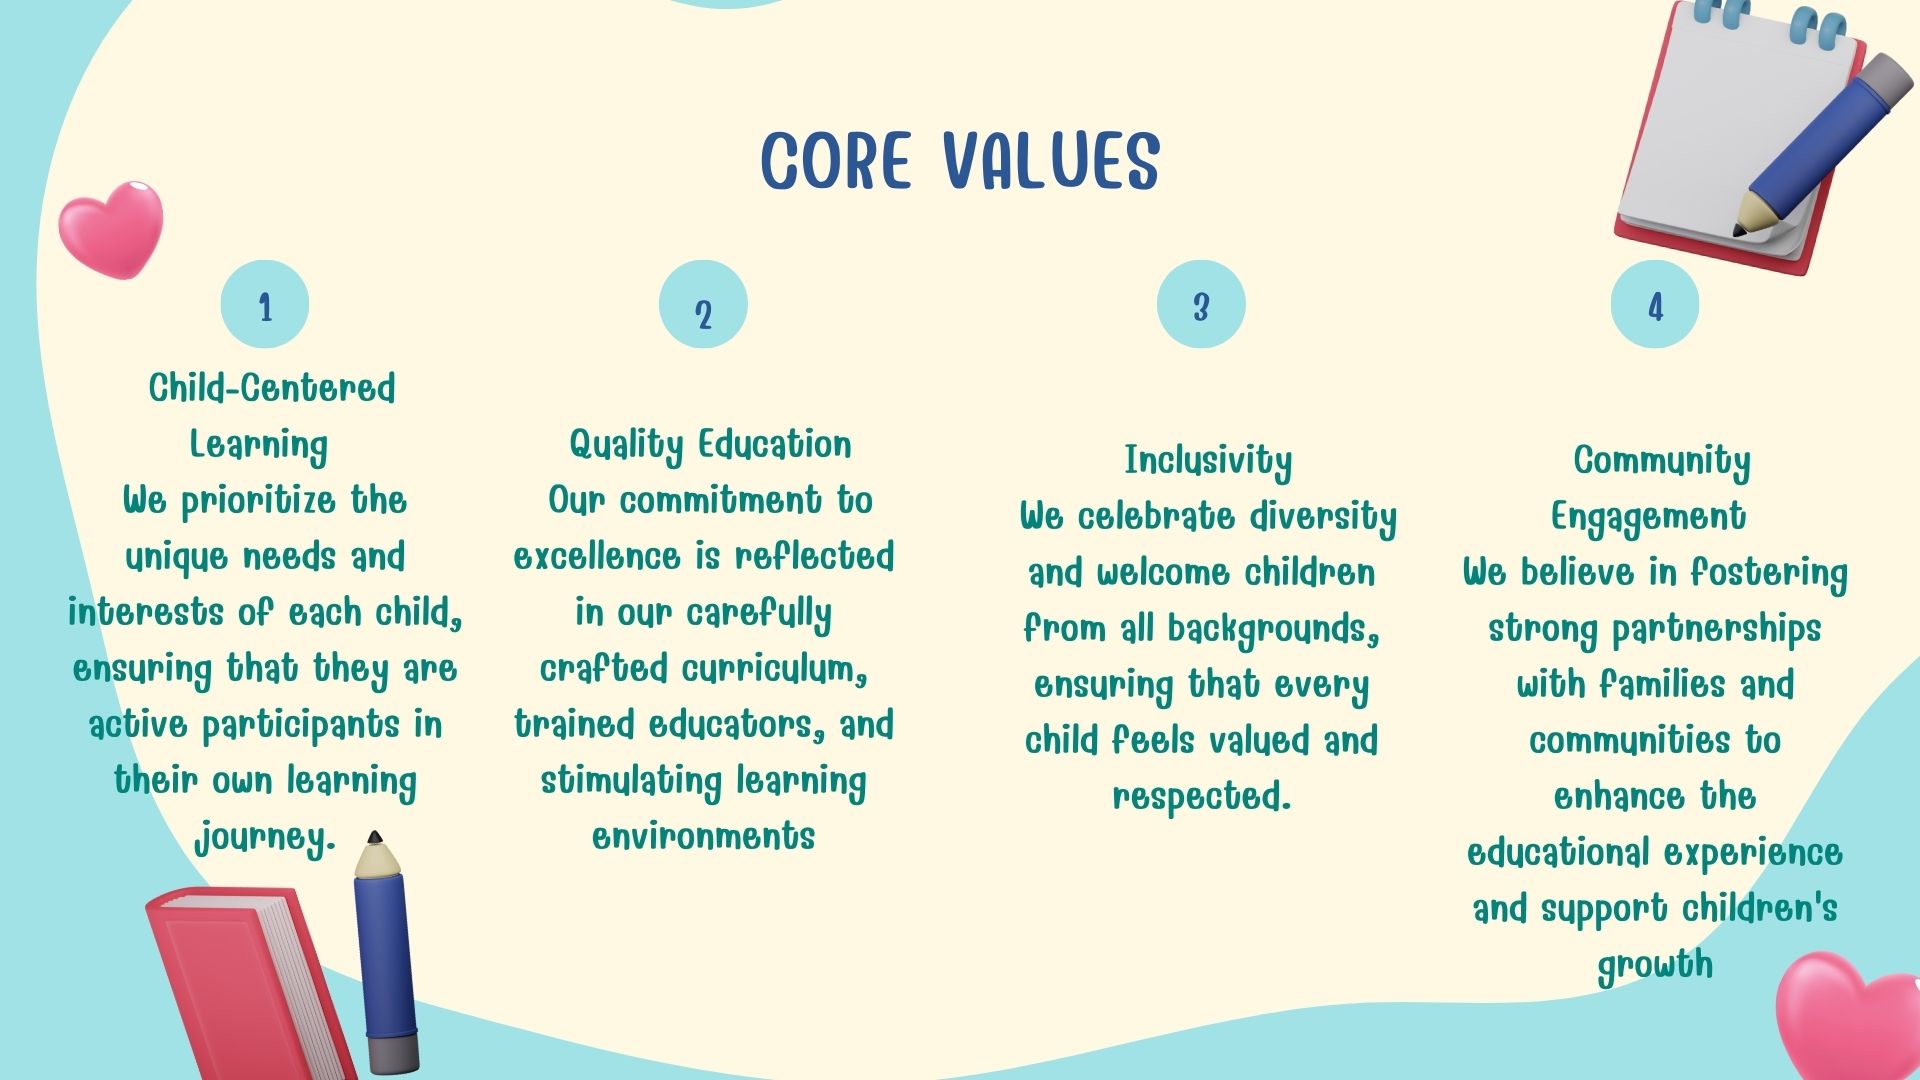 CORE VALUES
1
Child-Centered
Learning
We prioritize the
unique needs and
interests of each child,
ensuring that they are
active participants in
their own learning
journey.
2
Quality Education
Our commitment to
excellence is reflected
in our carefully
crafted curriculum,
trained educators, and
stimulating learning
environments
3
Inclusivity
We celebrate diversity
and welcome children
from all backgrounds,
ensuring that every
child feels valued and
respected.
4
Community
Engagement
We believe in fostering
strong partnerships
with families and
communities to
enhance the
educational experience
and support children's
growth